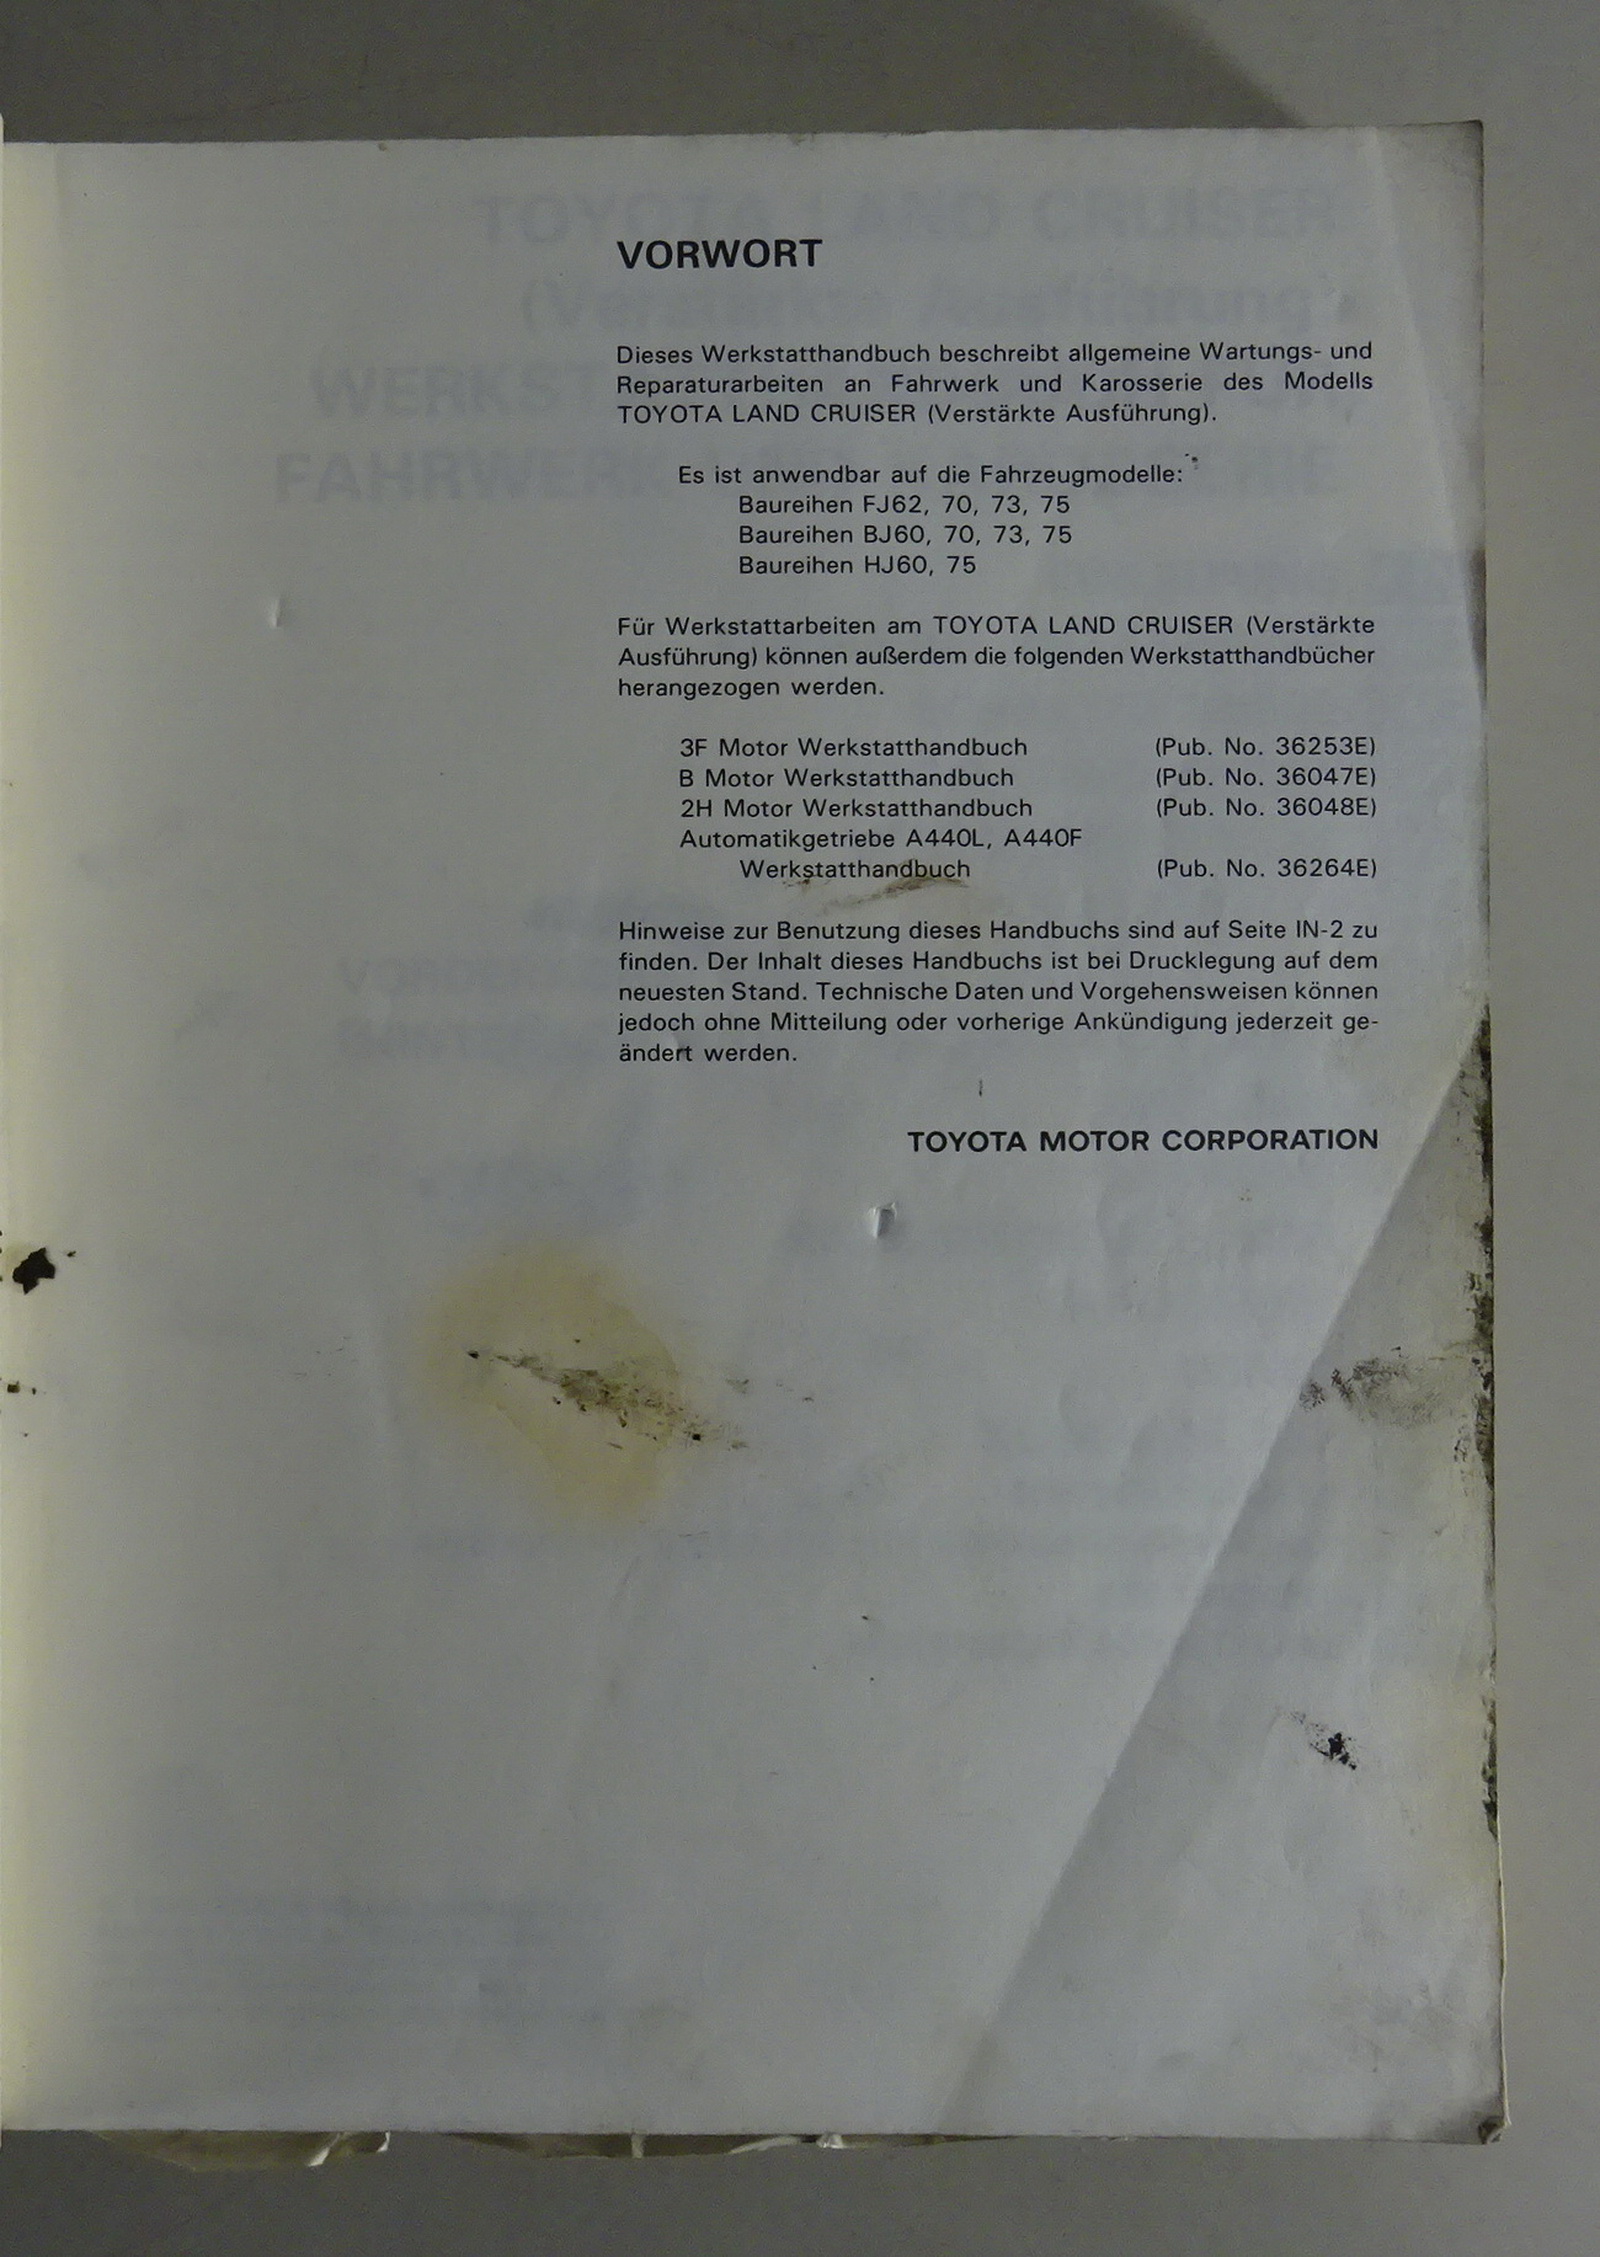 VORWORT
Dieses Werkstatthandbuch beschreibt allgemeine Wartungs- und
Reparaturarbeiten an Fahrwerk und Karosserie des Modells
TOYOTA LAND CRUISER (Verstärkte Ausführung).
Es ist anwendbar auf die Fahrzeugmodelle:
Baureihen FJ62, 70, 73, 75
Baureihen BJ60, 70, 73, 75
Baureihen HJ60, 75
Für Werkstattarbeiten am TOYOTA LAND CRUISER (Verstärkte
Ausführung) können außerdem die folgenden Werkstatthandbücher
herangezogen werden.
3F Motor Werkstatthandbuch (Pub. No. 36253E)
B Motor Werkstatthandbuch (Pub. No. 36047E)
2H Motor Werkstatthandbuch (Pub. No. 36048E)
Automatikgetriebe A440L, A440F
Werkstatthandbuch (Pub. No. 36264E)
Hinweise zur Benutzung dieses Handbuchs sind auf Seite IN-2 zu
finden. Der Inhalt dieses Handbuchs ist bei Drucklegung auf dem
neuesten Stand. Technische Daten und Vorgehensweisen können
jedoch ohne Mitteilung oder vorherige Ankündigung jederzeit ge-
ändert werden.
TOYOTA MOTOR CORPORATION